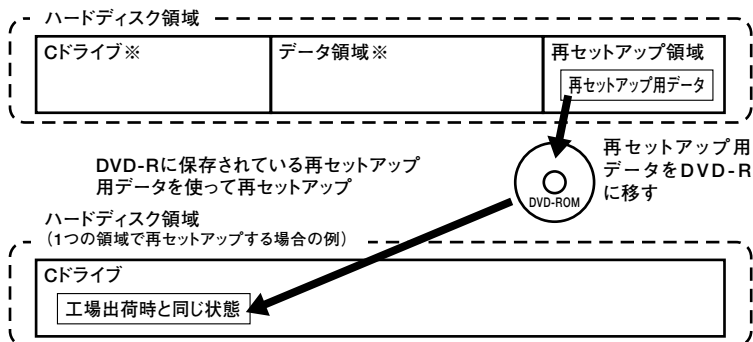 ハードディスク領域
Cドライブ※
データ領域※
再セットアップ領域
再セットアップ用データ
DVD-Rに保存されている再セットアップ
用データを使って再セットアップ
DVD-ROM
再セットアップ用
データをDVD-R
に移す
ハードディスク領域
（1つの領域で再セットアップする場合の例）
Cドライブ
工場出荷時と同じ状態